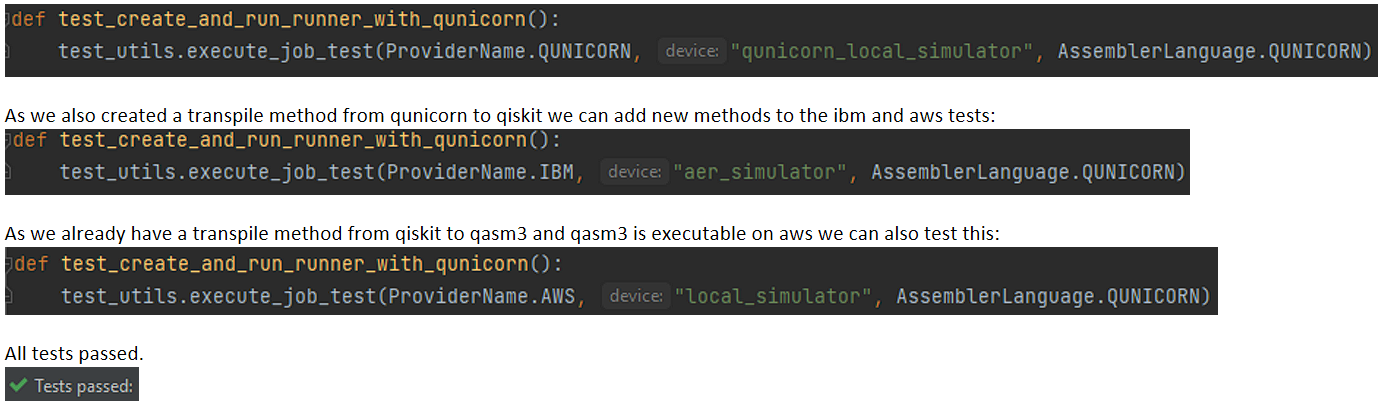 def test_create_and_run_runner_with_qunicorn():
test_utils.execute_job_test(ProviderName.QUNICORN, device: "qunicorn_local_simulator", AssemblerLanguage.QUNICORN)
As we also created a transpile method from qunicorn to qiskit we can add new methods to the ibm and aws tests:
def test_create_and_run_runner_with_qunicorn():
test_utils.execute_job_test(ProviderName.IBM, device: "aer_simulator", AssemblerLanguage.QUNICORN)
As we already have a transpile method from qiskit to qasm3 and qasm3 is executable on aws we can also test this:
def test_create_and_run_runner_with_qunicorn():
test_utils.execute_job_test(ProviderName.AWS, device: "local_simulator", AssemblerLanguage.QUNICORN)
All tests passed.
Tests passed: